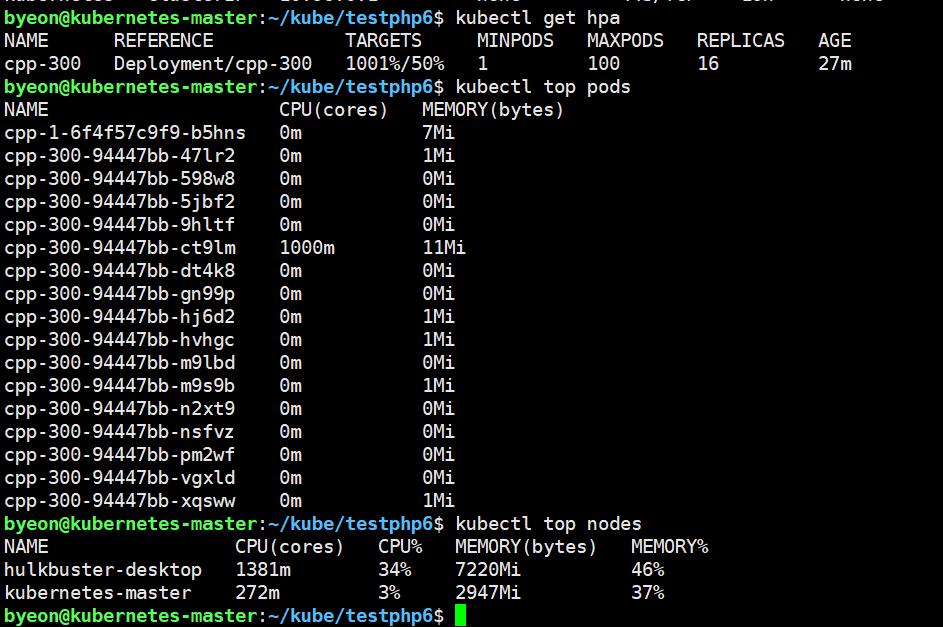 byeon@kubernetes-master:~/kube/testphp6$ kubectl get hpa
NAME REFERENCE TARGETS MINPODS MAXPODS REPLICAS AGE
cpp-300 Deployment/cpp-300 1001%/50% 1 100 16 27m
byeon@kubernetes-master:~/kube/testphp6$ kubectl top pods
NAME CPU(cores) MEMORY(bytes)
cpp-1-6f4f57c9f9-b5hns 0m 7Mi
cpp-300-94447bb-47lr2 0m 1Mi
cpp-300-94447bb-598w8 0m 0Mi
cpp-300-94447bb-5jbf2 0m 0Mi
cpp-300-94447bb-9hltf 0m 0Mi
cpp-300-94447bb-ct9lm 1000m 11Mi
cpp-300-94447bb-dt4k8 0m 0Mi
cpp-300-94447bb-gn99p 0m 0Mi
cpp-300-94447bb-hj6d2 0m 1Mi
cpp-300-94447bb-hvhgc 0m 1Mi
cpp-300-94447bb-m9lbd 0m 0Mi
cpp-300-94447bb-m9s9b 0m 1Mi
cpp-300-94447bb-n2xt9 0m 0Mi
cpp-300-94447bb-nsfvz 0m 0Mi
cpp-300-94447bb-pm2wf 0m 0Mi
cpp-300-94447bb-vgxld 0m 0Mi
cpp-300-94447bb-xqsww 0m 1Mi
byeon@kubernetes-master:~/kube/testphp6$ kubectl top nodes
NAME CPU(cores) CPU% MEMORY(bytes) MEMORY%
hulkbuster-desktop 1381m 34% 7220Mi 46%
kubernetes-master 272m 3% 2947Mi 37%
byeon@kubernetes-master:~/kube/testphp6$